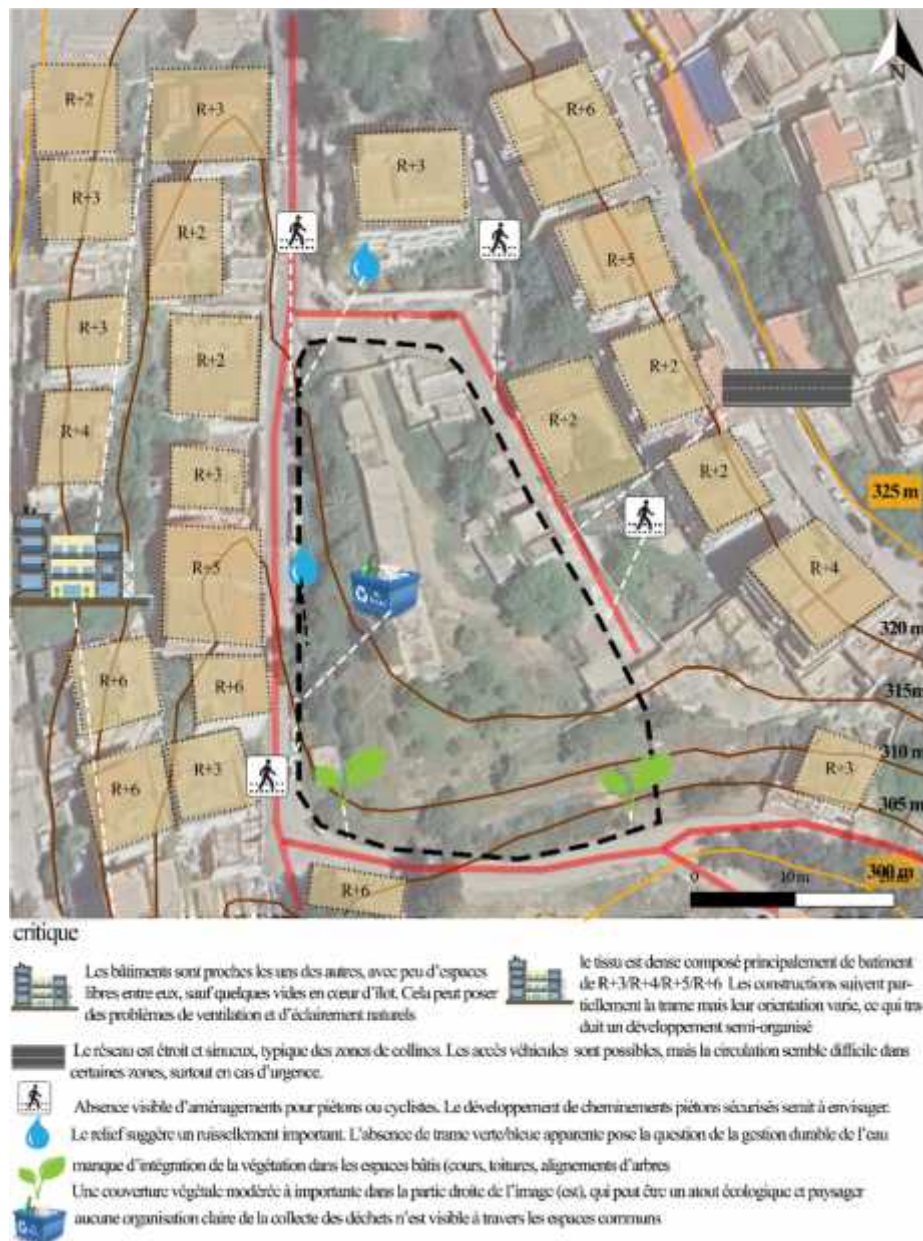 N
R+2
R+3
R+6
R+3
R+3
R+2
R+5
R+3
R+2
R+2
R+2
R+4
R+2
325 m
R+3
R+5
R+4
320 m
R+6
R+6
315m
310 m
R+6
R+3
R+3
305 m
300 m
R+6
0 10 m
critique
Les bâtiments sont proches les uns des autres, avec peu d'espaces
libres entre eux, sauf quelques vides en cœur d'îlot. Cela peut poser
des problèmes de ventilation et d'éclairement naturels
le tissu est dense composé principalement de batiment
de R+3/R+4/R+5/R+6 Les constructions suivent par-
tiellement la trame mais leur orientation varie, ce qui tra-
duit un développement semi-organisé
Le réseau est étroit et sinueux, typique des zones de collines. Les accès véhicules sont possibles, mais la circulation semble difficile dans
certaines zones, surtout en cas d'urgence.
Absence visible d'aménagements pour piétons ou cyclistes. Le développement de cheminements piétons sécurisés serait à envisager.
Le relief suggère un ruissellement important. L'absence de trame verte/bleue apparente pose la question de la gestion durable de l'eau
manque d'intégration de la végétation dans les espaces bâtis (cours, toitures, alignements d'arbres
Une couverture végétale modérée à importante dans la partie droite de l'image (est), qui peut être un atout écologique et paysager
aucune organisation claire de la collecte des déchets n'est visible à travers les espaces communs